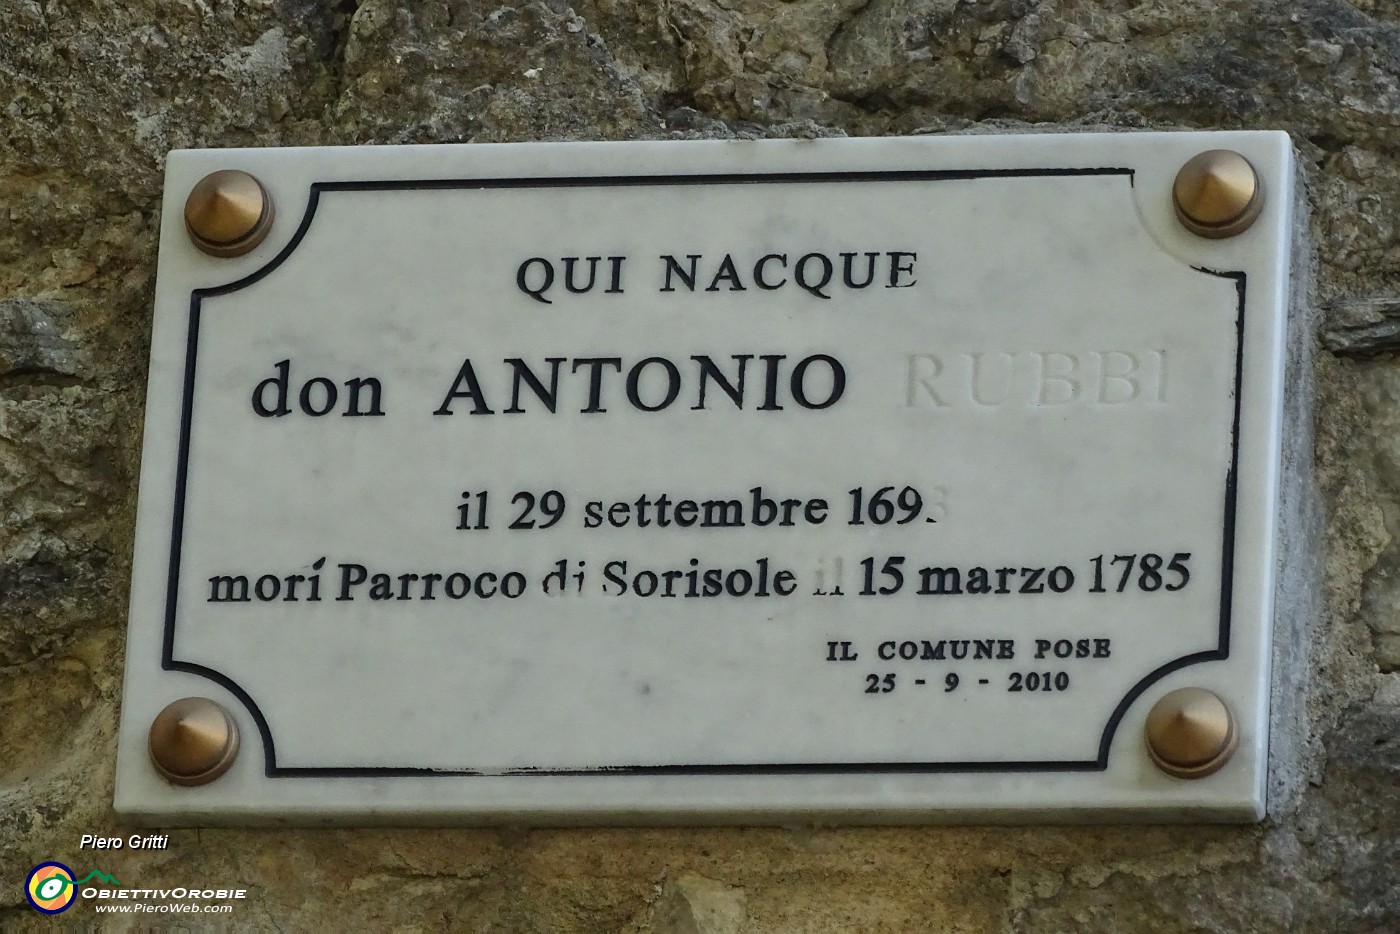 QUI NACQUE
don ANTONIO RUBBI
il 29 settembre 1693
morí Parroco di Sorisole il 15 marzo 1785
IL COMUNE POSE
25 - 9 - 2010
Piero Gritti
OBIETTIVOROBIE
www.PieroWeb.com